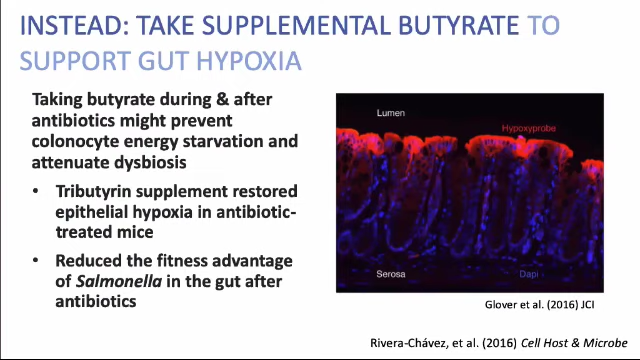 INSTEAD: TAKE SUPPLEMENTAL BUTYRATE TO
SUPPORT GUT HYPOXIA
Taking butyrate during & after
antibiotics might prevent
colonocyte energy starvation and
attenuate dysbiosis
• Tributyrin supplement restored
epithelial hypoxia in antibiotic-
treated mice
• Reduced the fitness advantage
of Salmonella in the gut after
antibiotics
Lumen
Hypoxyprobe
Serosa
Dapi
Glover et al. (2016) JCI
Rivera-Chávez, et al. (2016) Cell Host & Microbe